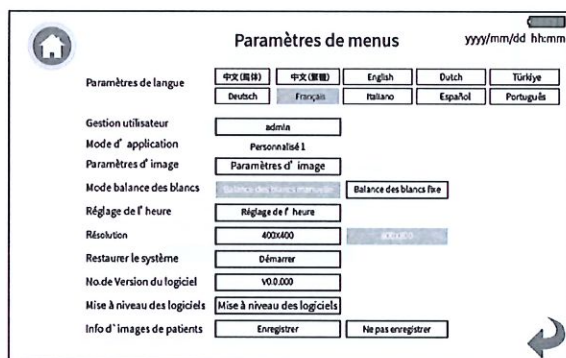 Paramètres de menus
yyyy/mm/dd hh:mm
Paramètres de langue
中文(简体) 中文(繁體) English Dutch Türkiye
Deutsch Français Italiano Español Português
Gestion utilisateur admin
Mode d' application Personnalisé 1
Paramètres d' image Paramètres d' image
Mode balance des blancs Balance des blancs manuelle Balance des blancs fixe
Réglage de l' heure Réglage de l' heure
Résolution 400x400
Restaurer le système Démarrer
No.de Version du logiciel V0.0.000
Mise à niveau des logiciels Mise à niveau des logiciels
Info d'images de patients Enregistrer Ne pas enregistrer